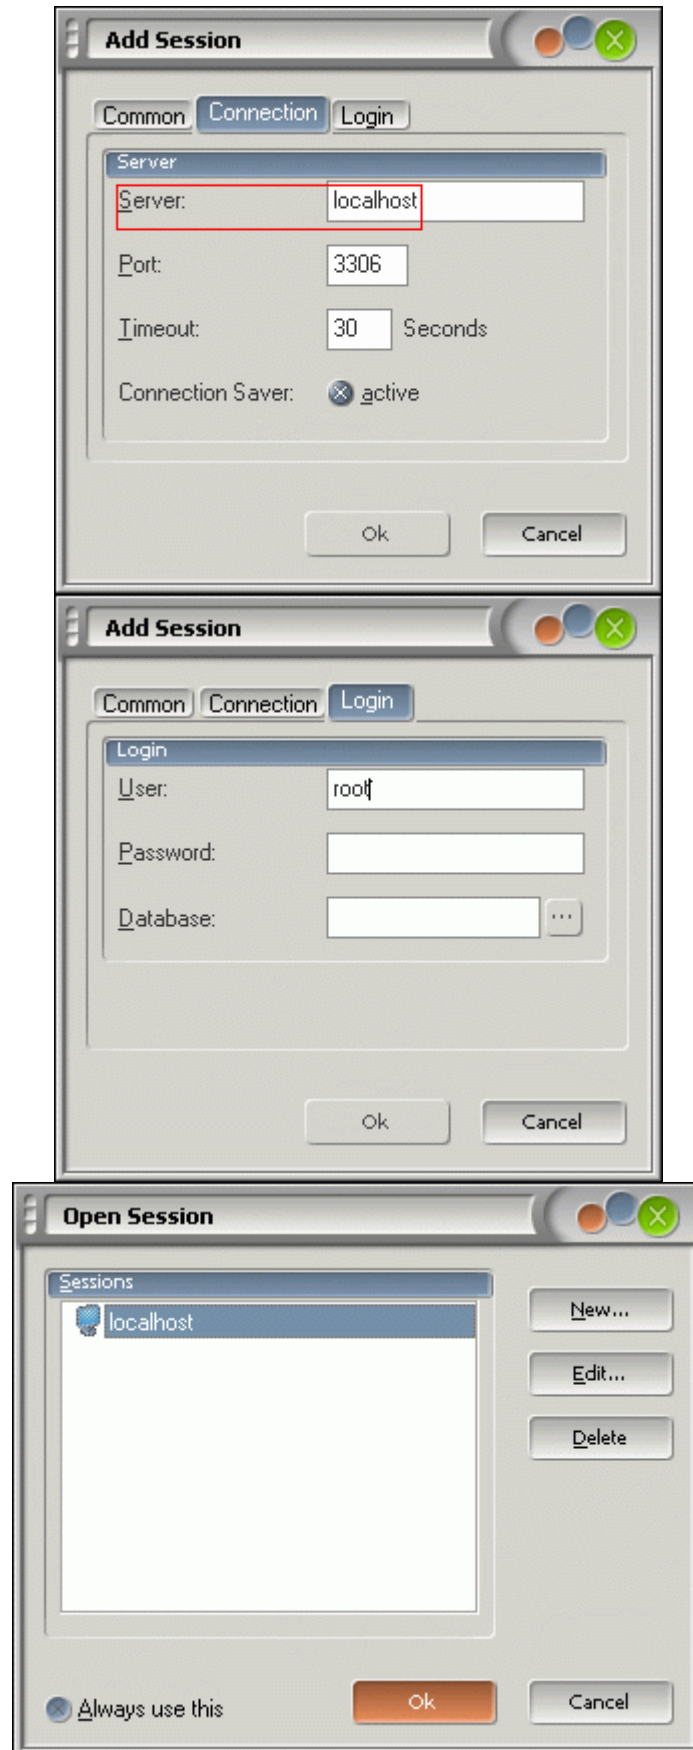 Add Session
Common Connection Login
Server
Server: localhost
Port: 3306
Timeout: 30 Seconds
Connection Saver: active
Ok Cancel
Add Session
Common Connection Login
Login
User: root
Password:
Database: ...
Ok Cancel
Open Session
Sessions
localhost
New...
Edit...
Delete
Always use this Ok Cancel